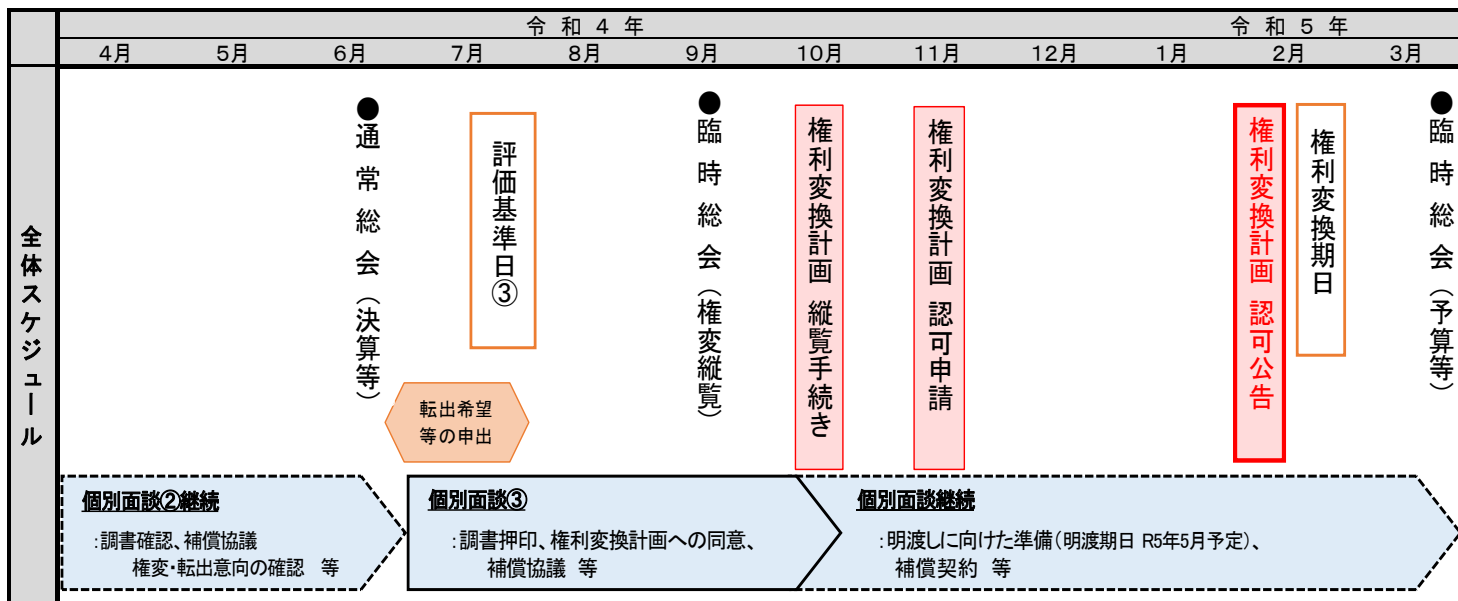 令和4年
令和5年
4月 5月 6月 7月 8月 9月 10月 11月 12月 1月 2月 3月
全体スケジュール
●通常総会(決算等)
評価基準日③
転出希望
等の申出
●臨時総会(権変縦覧)
権利変換計画 縦覧手続き
権利変換計画 認可申請
権利変換計画 認可公告
権利変換期日
●臨時総会(予算等)
個別面談②継続
:調書確認、補償協議
権変・転出意向の確認 等
個別面談③
:調書押印、権利変換計画への同意、
補償協議 等
個別面談継続
:明渡しに向けた準備(明渡期日 R5年5月予定)、
補償契約 等